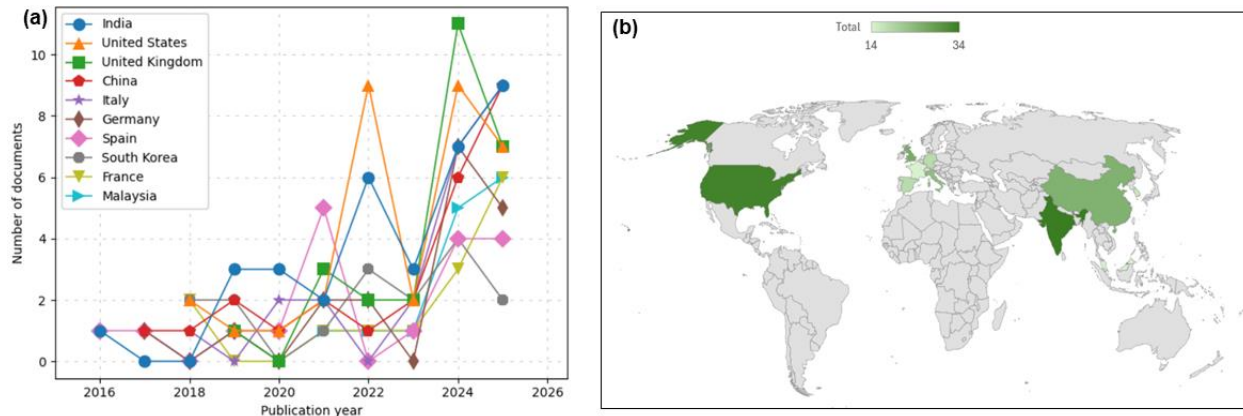 (a)
India
United States
United Kingdom
China
Italy
Germany
Spain
South Korea
France
Malaysia
Number of documents
10
8
6
4
2
0
2016 2018 2020 2022 2024 2026
Publication year
(b)
Total
14 34